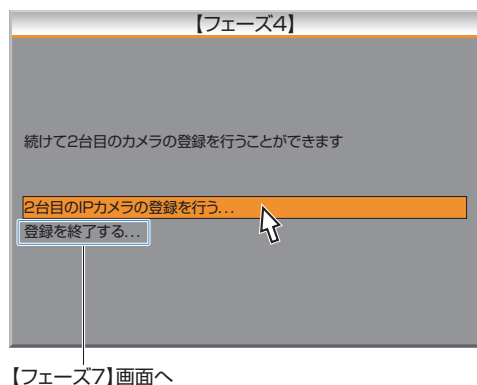 【フェーズ4】
続けて2台目のカメラの登録を行うことができます
2台目のIPカメラの登録を行う...
登録を終了する...
【フェーズ7】画面へ